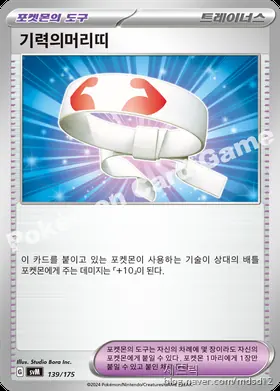 포켓몬의 도구
트레이너스
기력의머리띠
Pokémon Card Game
이 카드를 붙이고 있는 포켓몬이 사용하는 기술이 상대의 배틀
포켓몬에게 주는 데미지는 「+10」이 된다.
포켓몬의 도구는 자신의 차례에 몇 장이라도 자신의
포켓몬에게 붙일 수 있다. 포켓몬 1마리에게 1장만
붙일 수 있고 붙인 채로
Illus. Studio Bora Inc.
G svM 139/175
©2024 Pokémon/Nintendo/Creatures/GAME FREAK